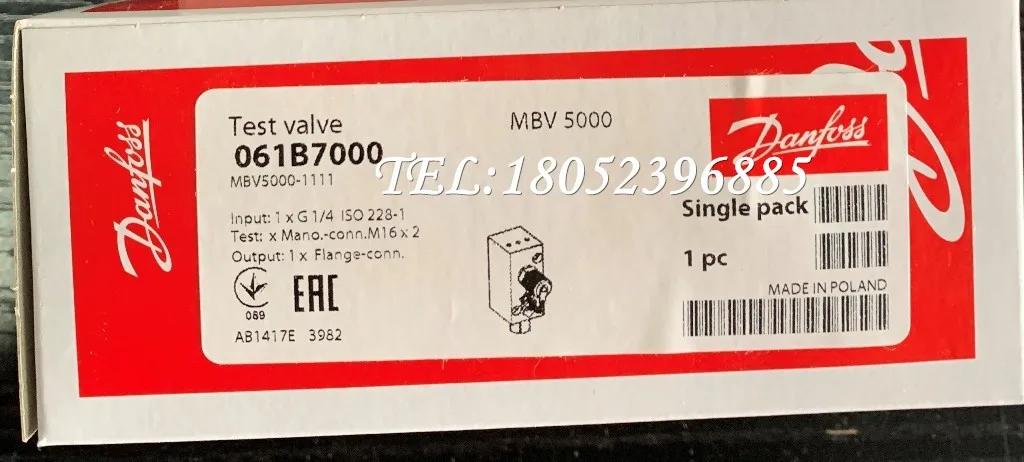 Danfoss
Test valve
MBV 5000
Danfoss
061B7000
TEL:18052396885
MBV5000-1111
Input: 1 x G 1/4 ISO 228-1
Test: x Mano.-conn.M16 x 2
Output: 1 x Flange-conn.
Single pack
1 pc
MADE IN POLAND
089
EAC
AB1417E 3982